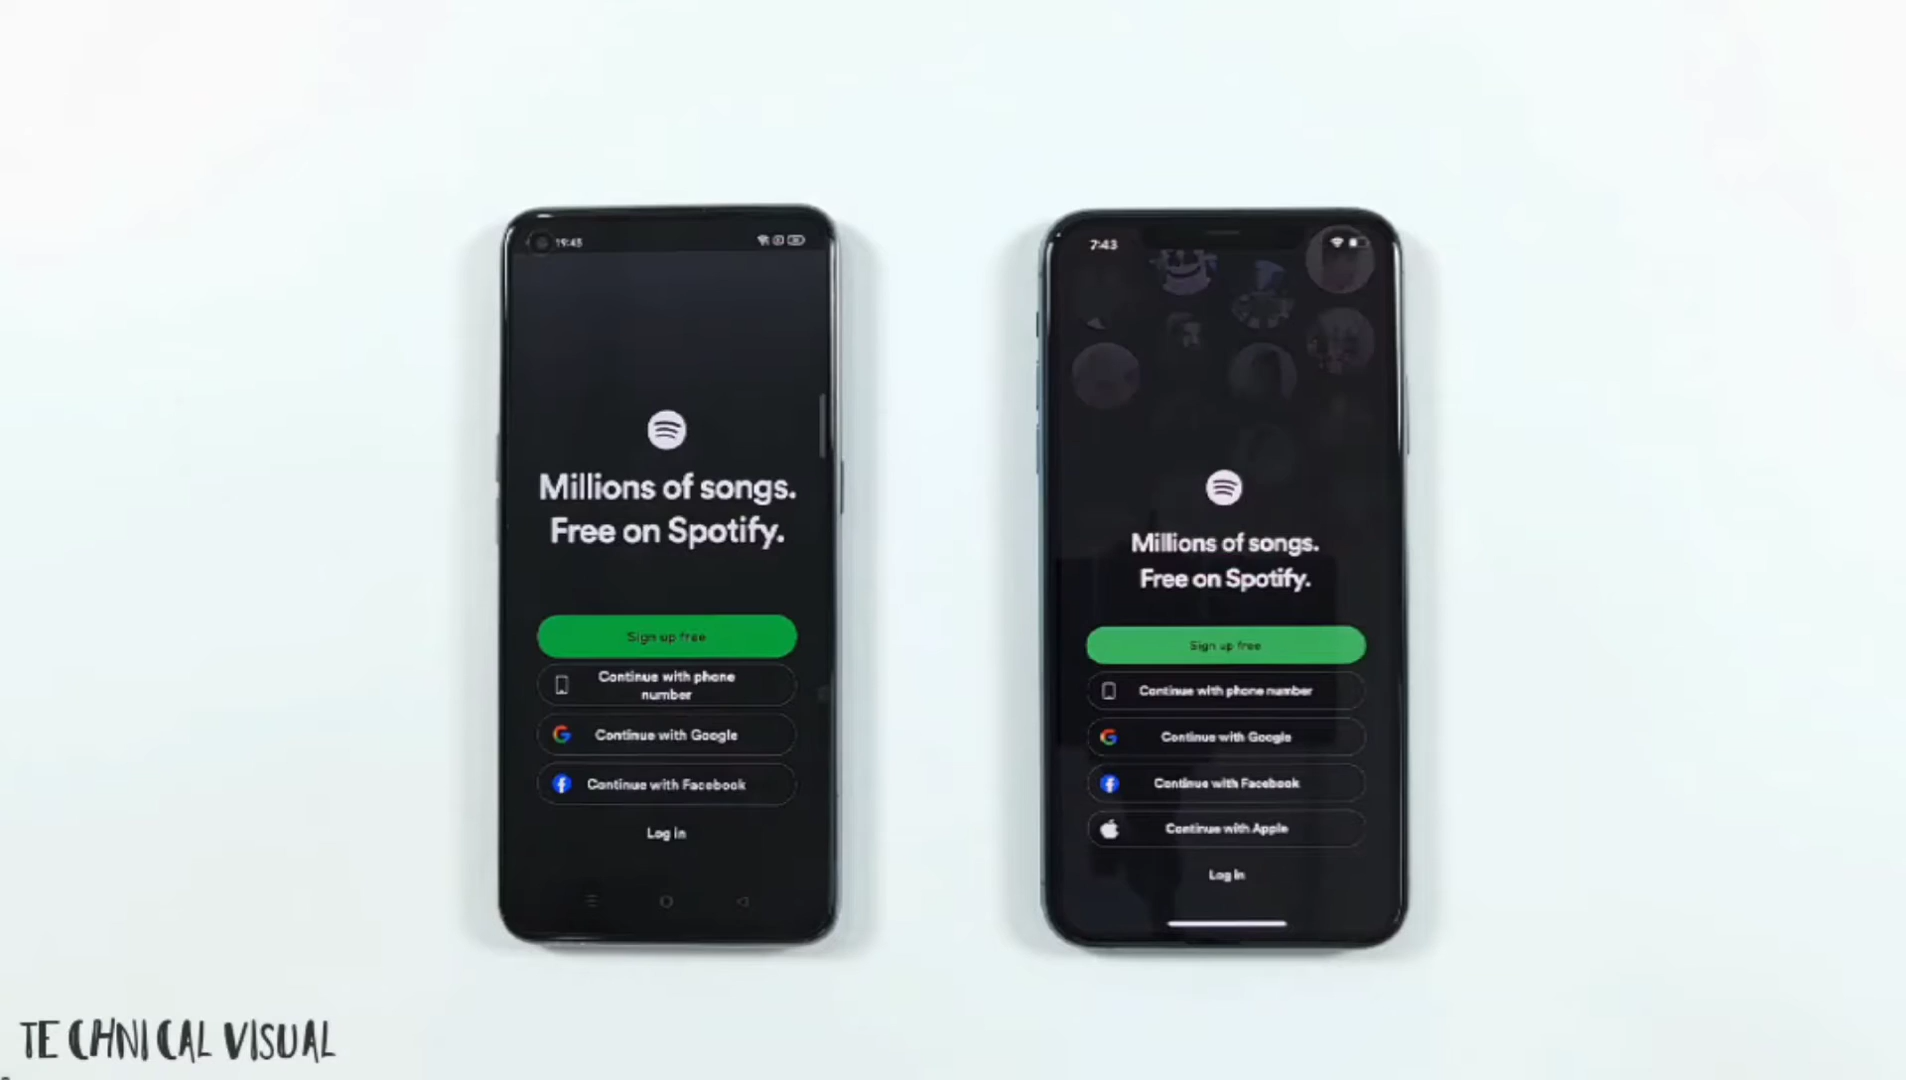 19:43
Millions of songs.
Free on Spotify.
Sign up free
Continue with phone
number
Continue with Google
Continue with Facebook
Log in
7:43
Millions of songs.
Free on Spotify.
Sign up free
Continue with phone number
Continue with Google
Continue with Facebook
Continue with Apple
Log in
TECHNICAL VISUAL